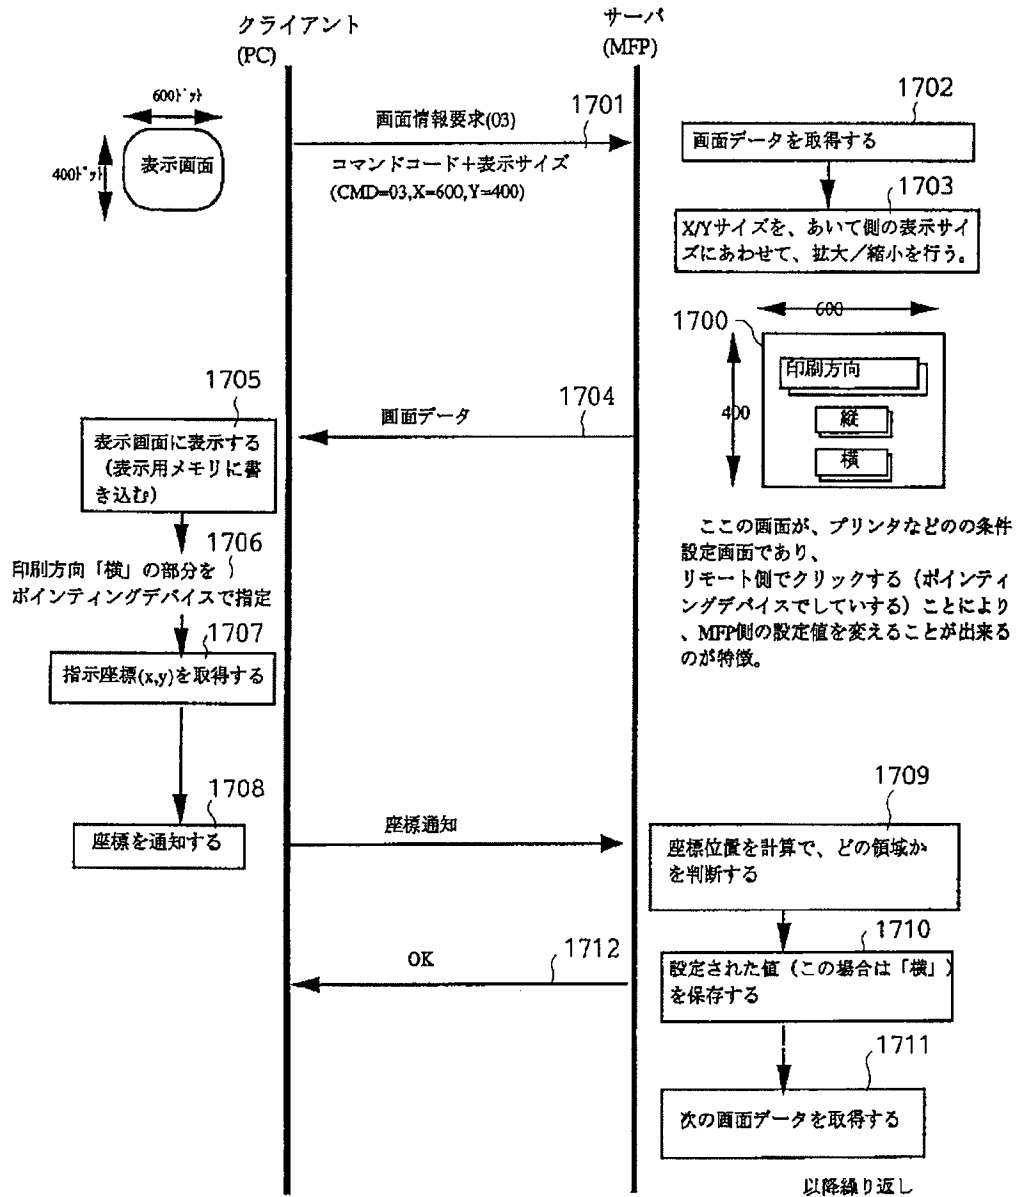 クライアント
(PC)
サーバ
(MFP)
600ドット
400ドット
表示画面
画面情報要求(03)
1701
コマンドコード＋表示サイズ
(CMD=03,X=600,Y=400)
1702
画面データを取得する
1703
X/Yサイズを、あいて側の表示サイ
ズにあわせて、拡大／縮小を行う。
1700
600
400
印刷方向
縦
横
1704
画面データ
1705
表示画面に表示する
（表示用メモリに書
き込む）
ここの画面が、プリンタなどのの条件
設定画面であり、
リモート側でクリックする（ポインティ
ングデバイスでしていする）ことにより
、MFP側の設定値を変えることが出来る
のが特徴。
1706
印刷方向「横」の部分を
ポインティングデバイスで指定
1707
指示座標(x,y)を取得する
1708
座標を通知する
座標通知
1709
座標位置を計算で、どの領域か
を判断する
1710
設定された値（この場合は「横」）
を保存する
1712
OK
1711
次の画面データを取得する
以降繰り返し